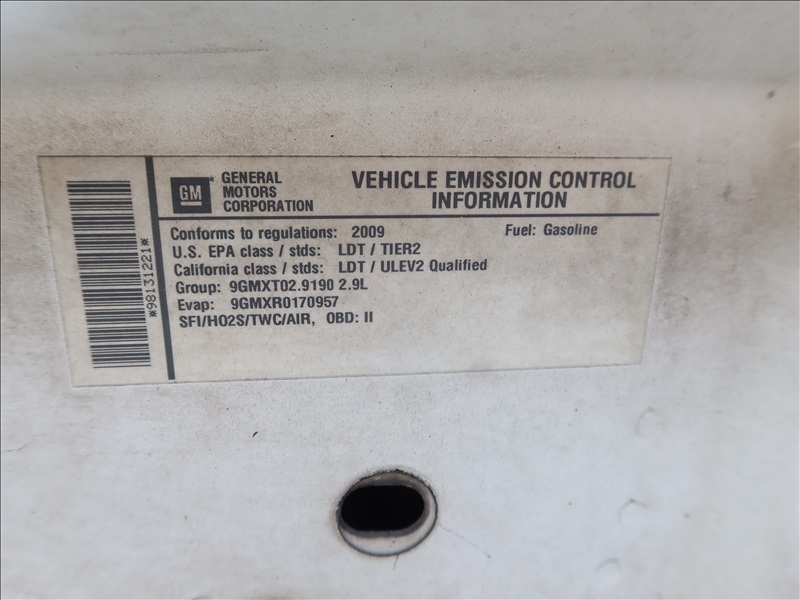 *98131221*
GM
GENERAL
MOTORS
CORPORATION
VEHICLE EMISSION CONTROL
INFORMATION
Conforms to regulations: 2009 Fuel: Gasoline
U.S. EPA class / stds: LDT / TIER2
California class / stds: LDT / ULEV2 Qualified
Group: 9GMXT02.9190 2.9L
Evap: 9GMXR0170957
SFI/HO2S/TWC/AIR, OBD: II